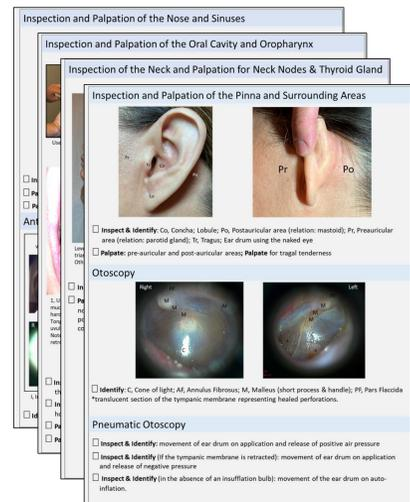 Inspection and Palpation of the Nose and Sinuses
Inspection and Palpation of the Oral Cavity and Oropharynx
Inspection of the Neck and Palpation for Neck Nodes & Thyroid Gland
Inspection and Palpation of the Pinna and Surrounding Areas
Pr
Po
☐ Inspect & Identify: Co, Concha; Lobule; Po, Postauricular area (relation: mastoid); Pr, Preauricular
area (relation: parotid gland); Tr, Tragus; Ear drum using the naked eye
☐ Palpate: pre-auricular and post-auricular areas; Palpate for tragal tenderness
Otoscopy
Right
Left
☐ Identify: C, Cone of light; AF, Annulus Fibrosus; M, Malleus (short process & handle); PF, Pars Flaccida
*translucent section of the tympanic membrane representing healed perforations.
Pneumatic Otoscopy
☐ Inspect & Identify: movement of ear drum on application and release of positive air pressure
☐ Inspect & Identify (If the tympanic membrane is retracted): movement of ear drum on application
and release of negative pressure
☐ Inspect & Identify (in the absence of an insufflation bulb): movement of the ear drum on auto-
inflation.